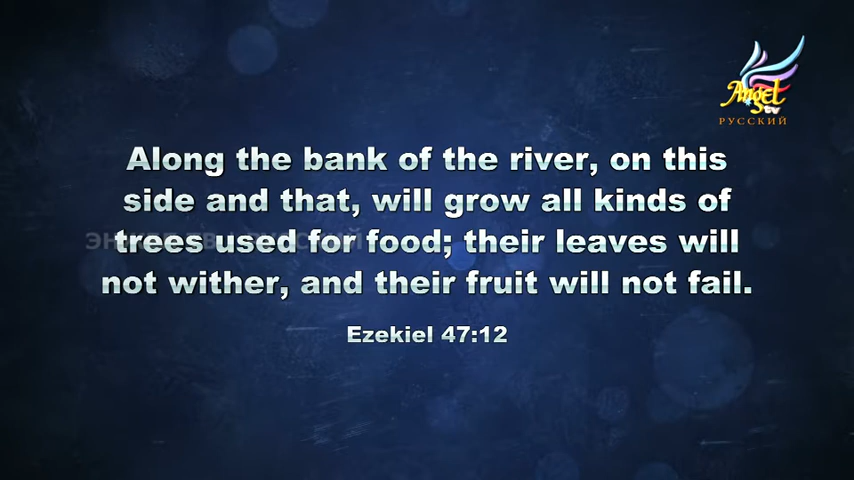 Angel
tv
РУССКИЙ
Along the bank of the river, on this
side and that, will grow all kinds of
trees used for food; their leaves will
not wither, and their fruit will not fail.
Ezekiel 47:12